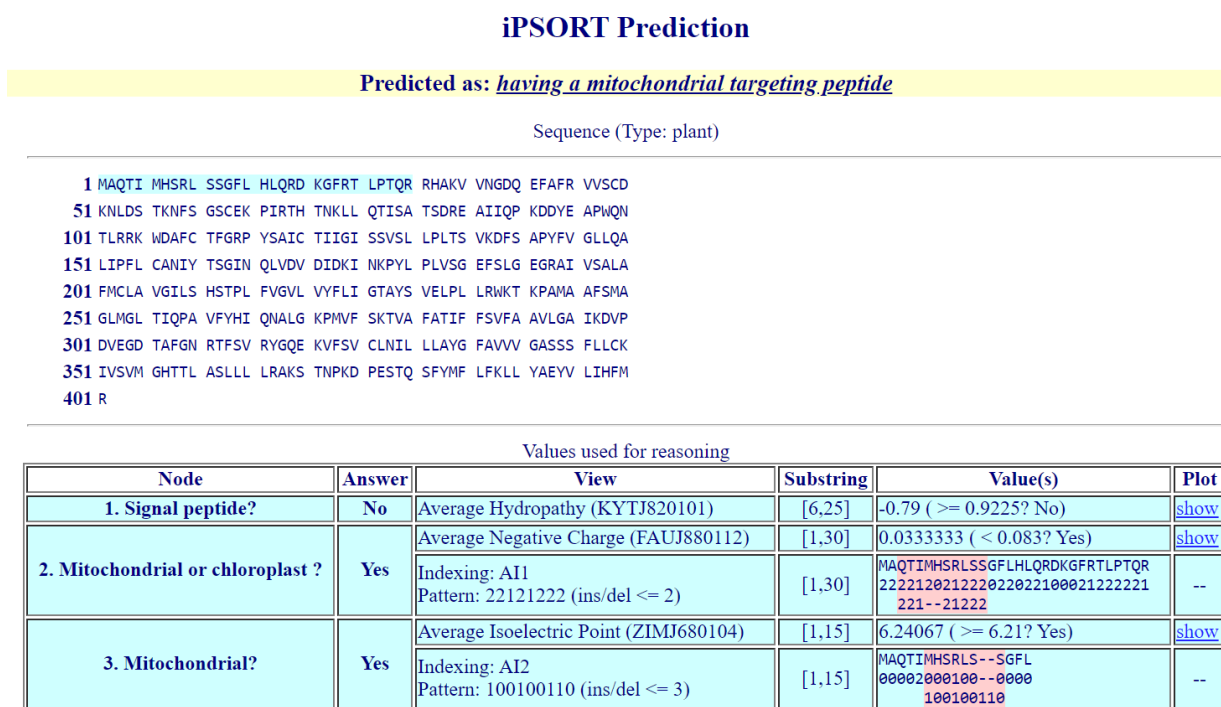 iPSORT Prediction
Predicted as: having a mitochondrial targeting peptide
Sequence (Type: plant)
1 MAQTI MHSRL SSGFL HLQRD KGFRT LPTQR RHAKV VNGDQ EFAFR VVSCD
51 KNLDS TKNFS GSCEK PIRTH TNKLL QTISA TSDRE AIIQP KDDYE APWQN
101 TLRRK WDAFC TFGRP YSAIC TIIGI SSVSL LPLTS VKDFS APYFV GLLQA
151 LIPFL CANIY TSGIN QLVDV DIDKI NKPYL PLVSG EFSLG EGRAI VSALA
201 FMCLA VGILS HSTPL FVGVL VYFLI GTAYS VELPL LRWKT KPAMA AFSMA
251 GLMGL TIQPA VFYHI QNALG KPMVF SKTVA FATIF FSVFA AVLGA IKDVP
301 DVEGD TAFGN RTFSV RYGQE KVFSV CLNIL LLAYG FAVVV GASSS FLLCK
351 IVSVM GHTTL ASLLL LRAKS TNPKD PESTQ SFYMF LFKLL YAEYV LIHFM
401 R
Values used for reasoning
Node Answer View Substring Value(s) Plot
1. Signal peptide? No Average Hydropathy (KYTJ820101) [6,25] -0.79 ( >= 0.9225? No) show
2. Mitochondrial or chloroplast ? Yes Average Negative Charge (FAUJ880112) [1,30] 0.0333333 ( < 0.083? Yes) show
Indexing: AI1
Pattern: 22121222 (ins/del <= 2)
[1,30]
MAQTIMHSRLSSGFLHLQRDKGFRTLPTQR
222212021222022022100021222221
221--21222
--
3. Mitochondrial? Yes Average Isoelectric Point (ZIMJ680104) [1,15] 6.24067 ( >= 6.21? Yes) show
Indexing: AI2
Pattern: 100100110 (ins/del <= 3)
[1,15]
MAQTIMHSRLS--SGFL
00002000100--0000
100100110
--